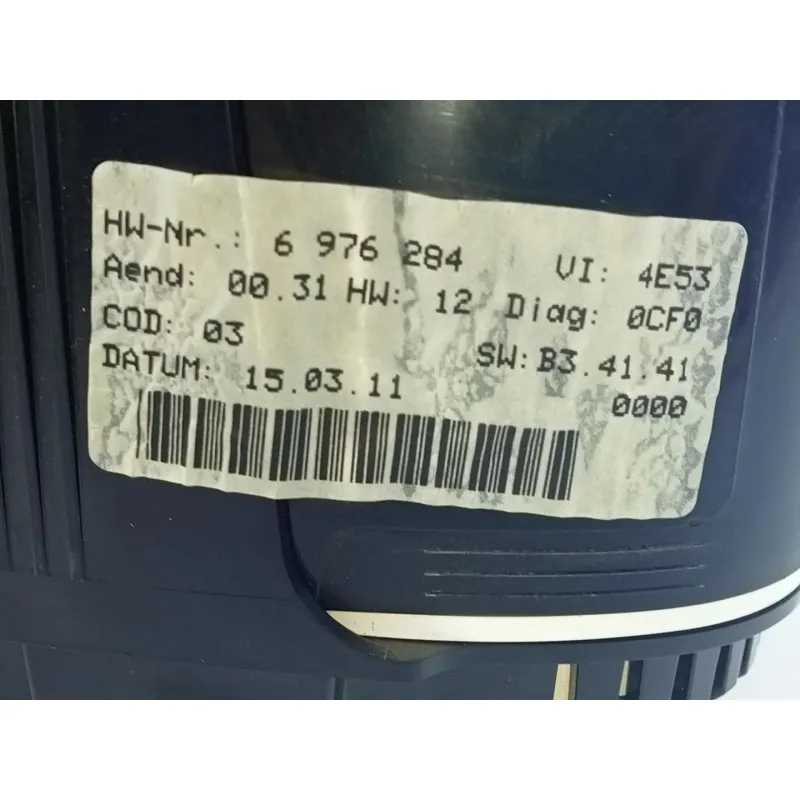 HW-Nr.: 6 976 284 VI: 4E53
Aend: 00.31 HW: 12 Diag: 0CF0
COD: 03 SW: B3.41.41
DATUM: 15.03.11 0000